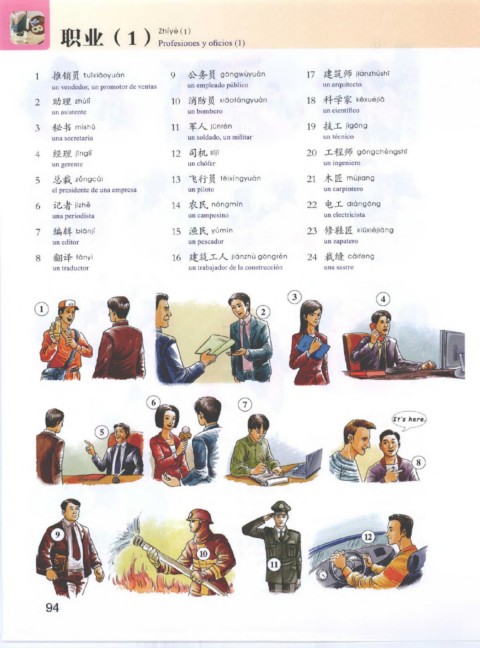 职业（1） Zhíyè (1)
Profesiones y oficios (1)
1 推销员 tuīxiāoyuán
un vendedor, un promotor de ventas
2 助理 zhùlǐ
un asistente
3 秘书 mìshū
una secretaria
4 经理 jīnglǐ
un gerente
5 总裁 zǒngcái
el presidente de una empresa
6 记者 jìzhě
una periodista
7 编辑 biānjí
un editor
8 翻译 fānyì
un traductor
9 公务员 gōngwùyuán
un empleado público
10 消防员 xiāofángyuán
un bombero
11 军人 jūnrén
un soldado, un militar
12 司机 sījī
un chófer
13 飞行员 fēixíngyuán
un piloto
14 农民 nóngmín
un campesino
15 渔民 yúmín
un pescador
16 建筑工人 jiànzhù gōngrén
un trabajador de la construcción
17 建筑师 jiànzhùshī
un arquitecto
18 科学家 kēxuéjiā
un científico
19 技工 jìgōng
un técnico
20 工程师 gōngchéngshī
un ingeniero
21 木匠 mùjiang
un carpintero
22 电工 diàngōng
un electricista
23 修鞋匠 xiūxiéjiàng
un zapatero
24 裁缝 cáifeng
una sastre
1
2
3
4
5
6
7
It's here.
8
9
10
11
12
94